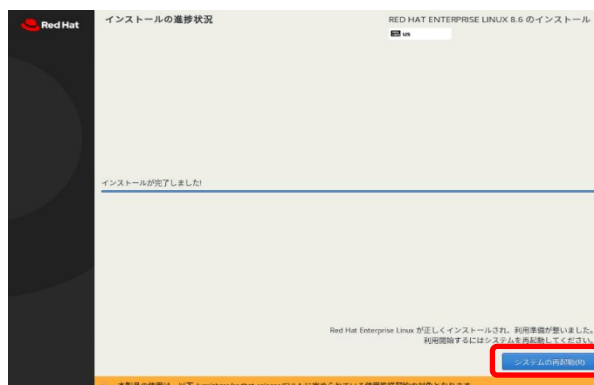 Red Hat
インストールの進捗状況
RED HAT ENTERPRISE LINUX 8.6 のインストール
us
インストールが完了しました!
Red Hat Enterprise Linux が正しくインストールされ、利用準備が整いました。
利用開始するにはシステムを再起動してください。
システムの再起動(R)